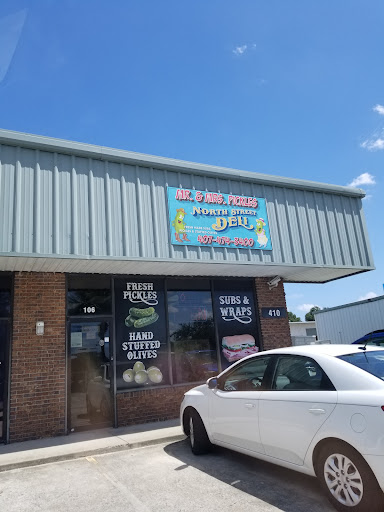 MR. & MRS. PICKLES
NORTH STREET
DELI
106
FRESH
PICKLES
HAND
STUFFED
OLIVES
SUBS &
WRAPS
410